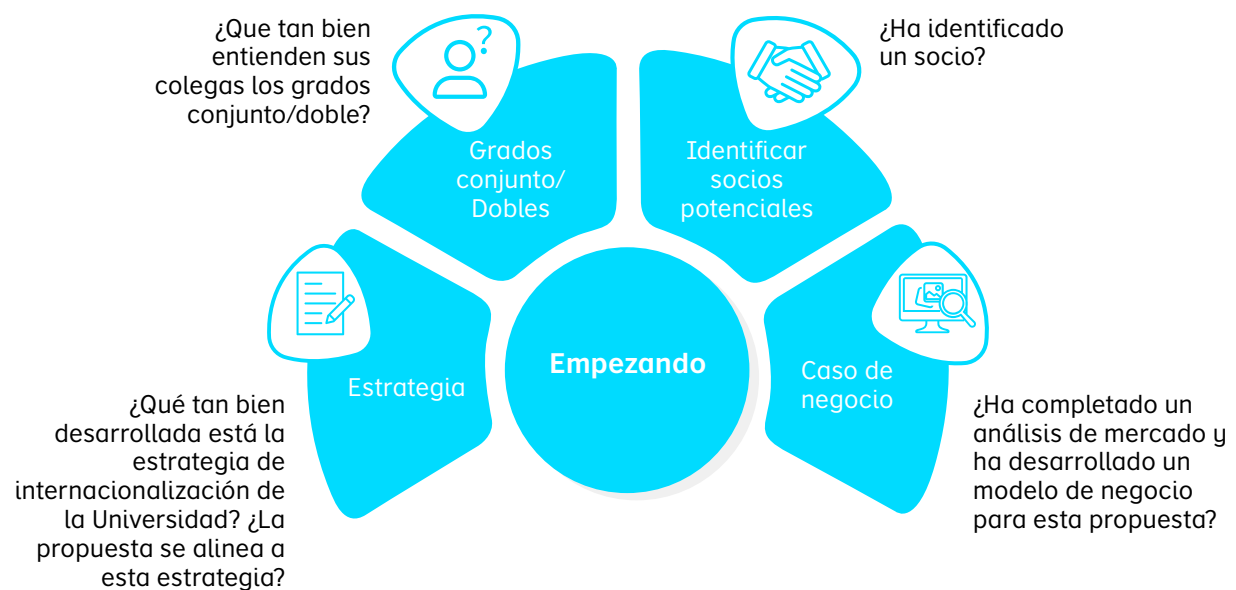 ¿Que tan bien
entienden sus
colegas los grados
conjunto/doble?
¿Ha identificado
un socio?
?
Grados
conjunto/
Dobles
Identificar
socios
potenciales
Estrategia
Empezando
Caso de
negocio
¿Qué tan bien
desarrollada está la
estrategia de
internacionalización de
la Universidad? ¿La
propuesta se alinea a
esta estrategia?
¿Ha completado un
análisis de mercado y
ha desarrollado un
modelo de negocio
para esta propuesta?